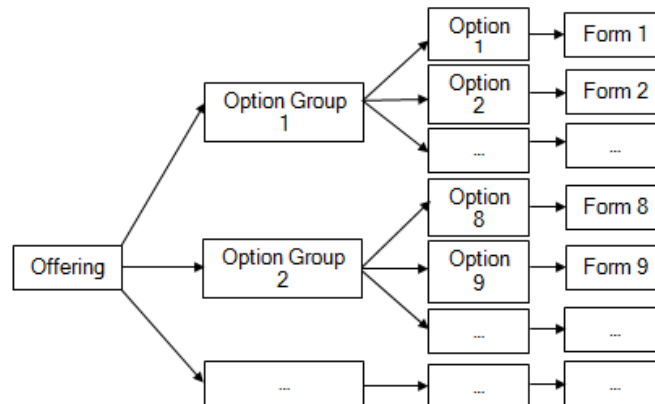 Option
1
Form 1
Option Group
1
Option
2
Form 2
...
...
Option
8
Form 8
Offering
Option Group
2
Option
9
Form 9
...
...
...
...
...